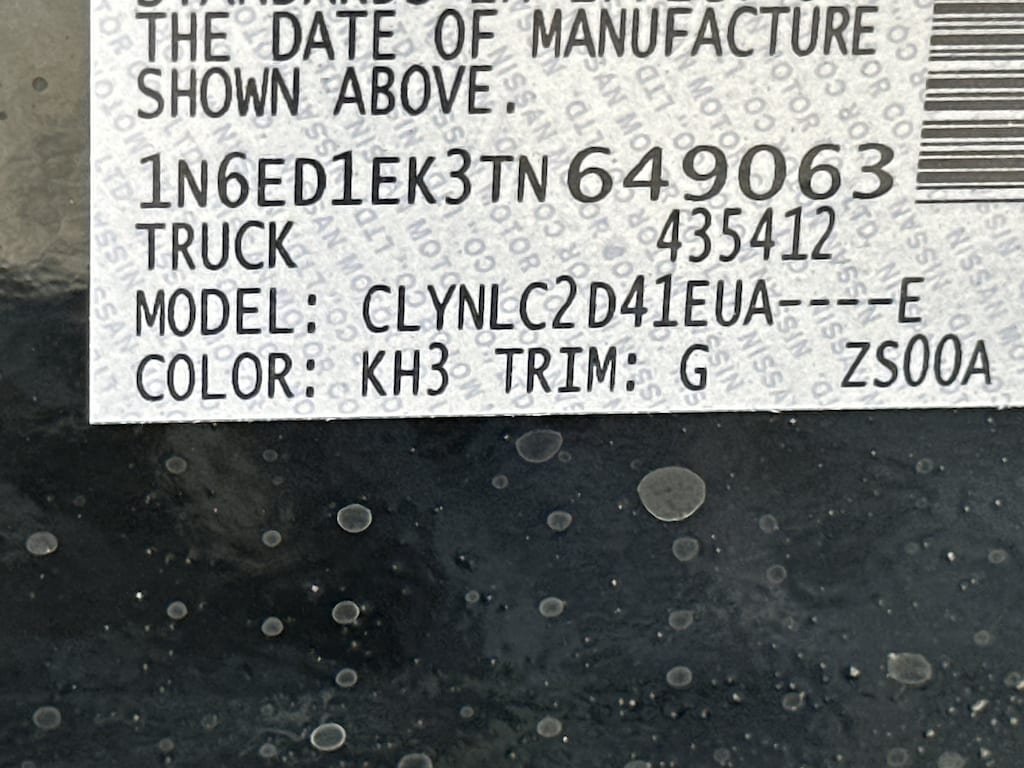 THE DATE OF MANUFACTURE
SHOWN ABOVE.
1N6ED1EK3TN649063
TRUCK 435412
MODEL: CLYNLC2D41EUA----E
COLOR: KH3 TRIM: G ZS00A